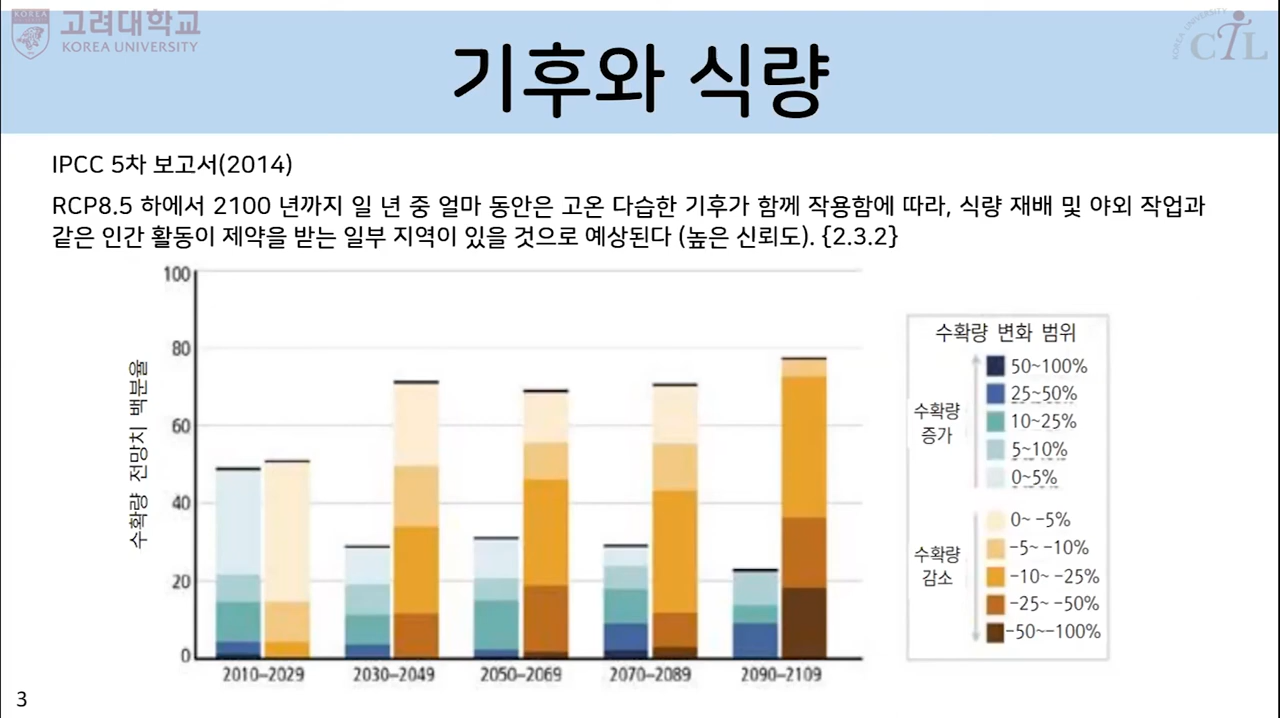 고려대학교
KOREA UNIVERSITY
KOREA UNIVERSITY
CTL
기후와 식량
IPCC 5차 보고서(2014)
RCP8.5 하에서 2100 년까지 일 년 중 얼마 동안은 고온 다습한 기후가 함께 작용함에 따라, 식량 재배 및 야외 작업과
같은 인간 활동이 제약을 받는 일부 지역이 있을 것으로 예상된다 (높은 신뢰도). {2.3.2}
수확량 전망치 백분율
100
80
60
40
20
0
2010–2029
2030–2049
2050–2069
2070–2089
2090–2109
수확량 변화 범위
수확량
증가
50~100%
25~50%
10~25%
5~10%
0~5%
수확량
감소
0~ –5%
–5~ –10%
–10~ –25%
–25~ –50%
–50~–100%
3